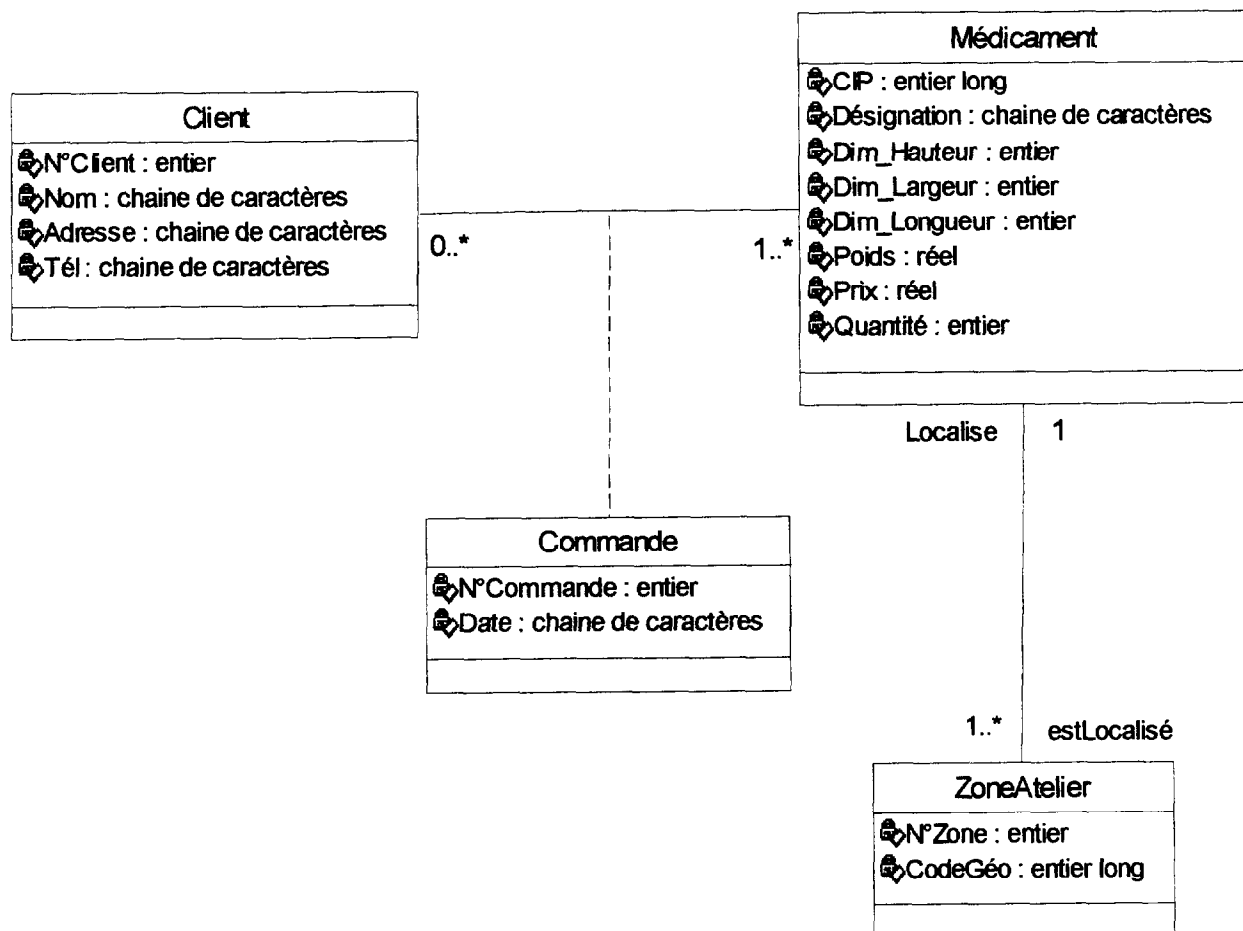 Médicament
CIP : entier long
Désignation : chaine de caractères
Dim_Hauteur : entier
Dim_Largeur : entier
Dim_Longueur : entier
Poids : réel
Prix : réel
Quantité : entier
Client
N°Client : entier
Nom : chaine de caractères
Adresse : chaine de caractères
Tél : chaine de caractères
0..*
1..*
Localise
1
Commande
N°Commande : entier
Date : chaine de caractères
1..*
estLocalisé
ZoneAtelier
N°Zone : entier
CodeGéo : entier long